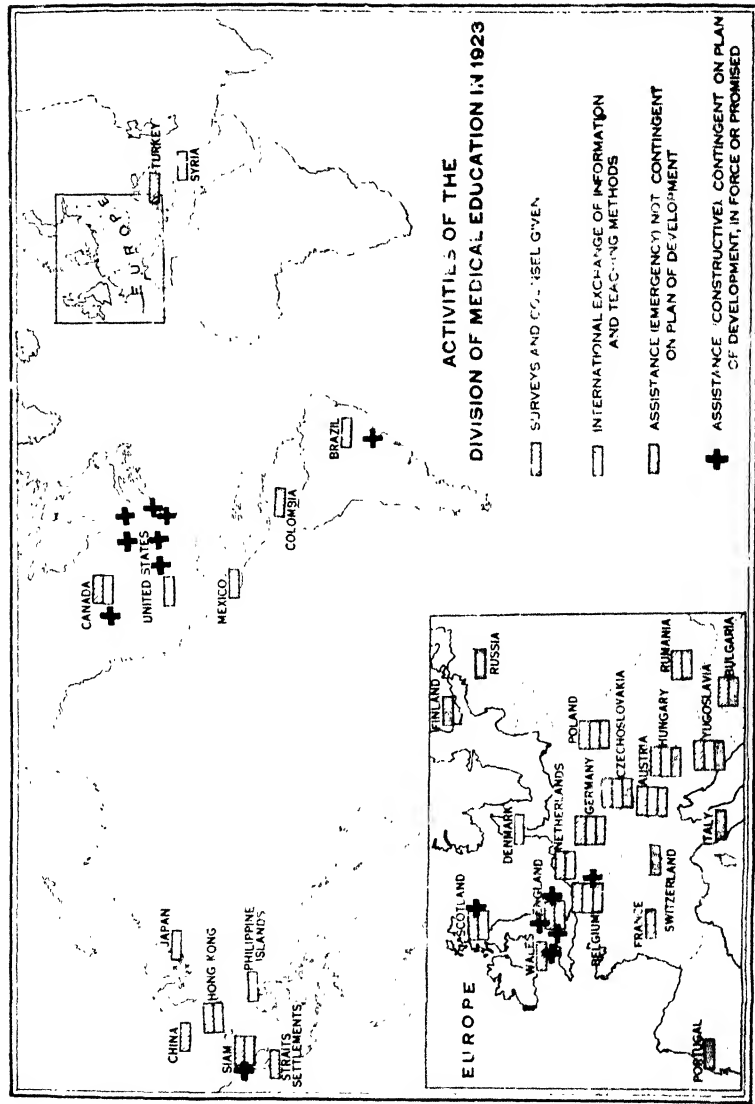 ACTIVITIES OF THE
DIVISION OF MEDICAL EDUCATION IN 1923
SURVEYS AND COUNSEL GIVEN
INTERNATIONAL EXCHANGE OF INFORMATION
AND TEACHING METHODS
ASSISTANCE (EMERGENCY) NOT CONTINGENT
ON PLAN OF DEVELOPMENT
ASSISTANCE (CONSTRUCTIVE), CONTINGENT ON PLAN
OF DEVELOPMENT, IN FORCE OR PROMISED
CHINA
JAPAN
HONG KONG
SIAM
PHILIPPINE
ISLANDS
STRAITS
SETTLEMENTS
CANADA
UNITED STATES
MEXICO
COLOMBIA
BRAZIL
EUROPE
TURKEY
SYRIA
EUROPE
FINLAND
RUSSIA
SCOTLAND
DENMARK
WALES
ENGLAND
NETHERLANDS
POLAND
GERMANY
BELGIUM
CZECHOSLOVAKIA
AUSTRIA
HUNGARY
RUMANIA
FRANCE
SWITZERLAND
YUGOSLAVIA
BULGARIA
ITALY
PORTUGAL